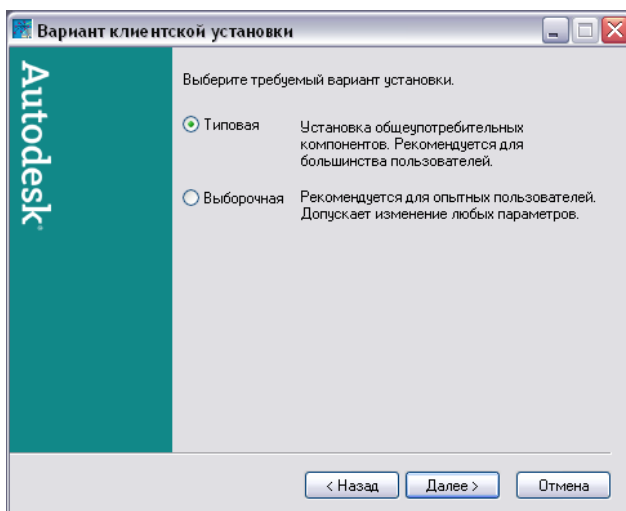 Вариант клиентской установки
Autodesk
Выберите требуемый вариант установки.
Типовая
Установка общеупотребительных
компонентов. Рекомендуется для
большинства пользователей.
Выборочная
Рекомендуется для опытных пользователей.
Допускает изменение любых параметров.
< Назад
Далее >
Отмена